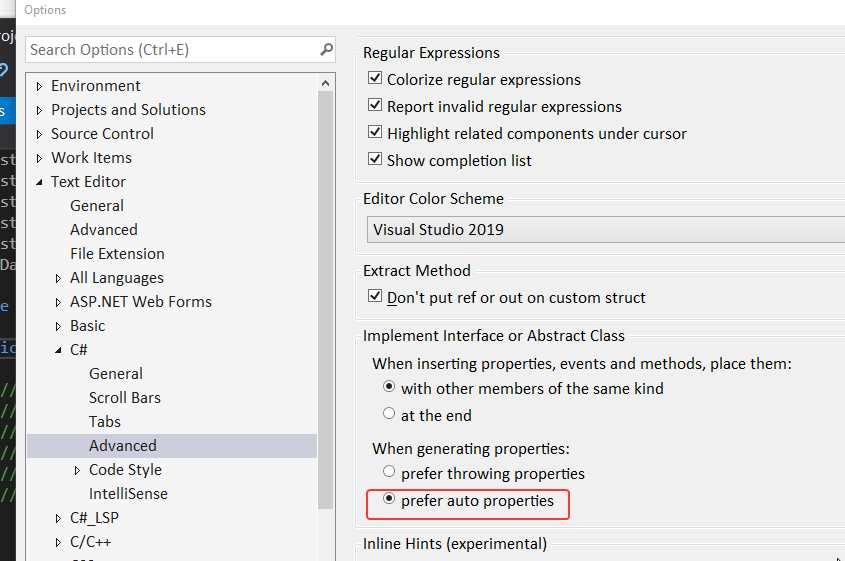 Options
Search Options (Ctrl+E)
Environment
Projects and Solutions
Source Control
Work Items
Text Editor
General
Advanced
File Extension
All Languages
ASP.NET Web Forms
Basic
C#
General
Scroll Bars
Tabs
Advanced
Code Style
IntelliSense
C#_LSP
C/C++
Regular Expressions
Colorize regular expressions
Report invalid regular expressions
Highlight related components under cursor
Show completion list
Editor Color Scheme
Visual Studio 2019
Extract Method
Don't put ref or out on custom struct
Implement Interface or Abstract Class
When inserting properties, events and methods, place them:
with other members of the same kind
at the end
When generating properties:
prefer throwing properties
prefer auto properties
Inline Hints (experimental)